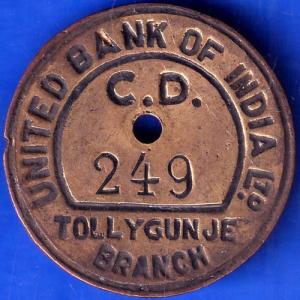 UNITED BANK OF INDIA LTD.
C.D.
249
TOLLYGUNJE
BRANCH